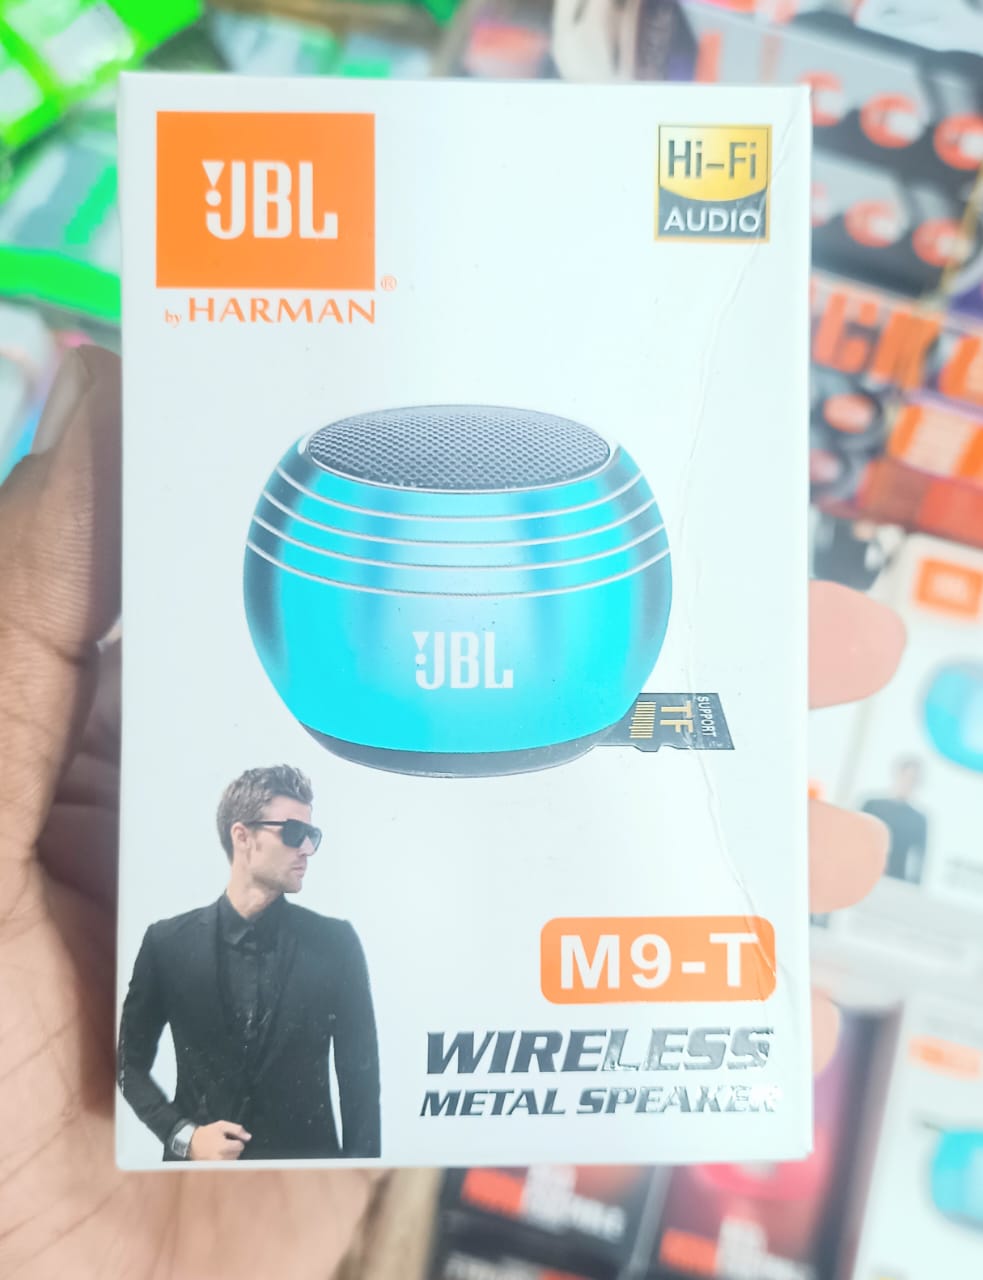 JBL
®
by HARMAN
Hi-Fi
AUDIO
JBL
SUPPORT
TF
M9-T
WIRELESS
METAL SPEAKER